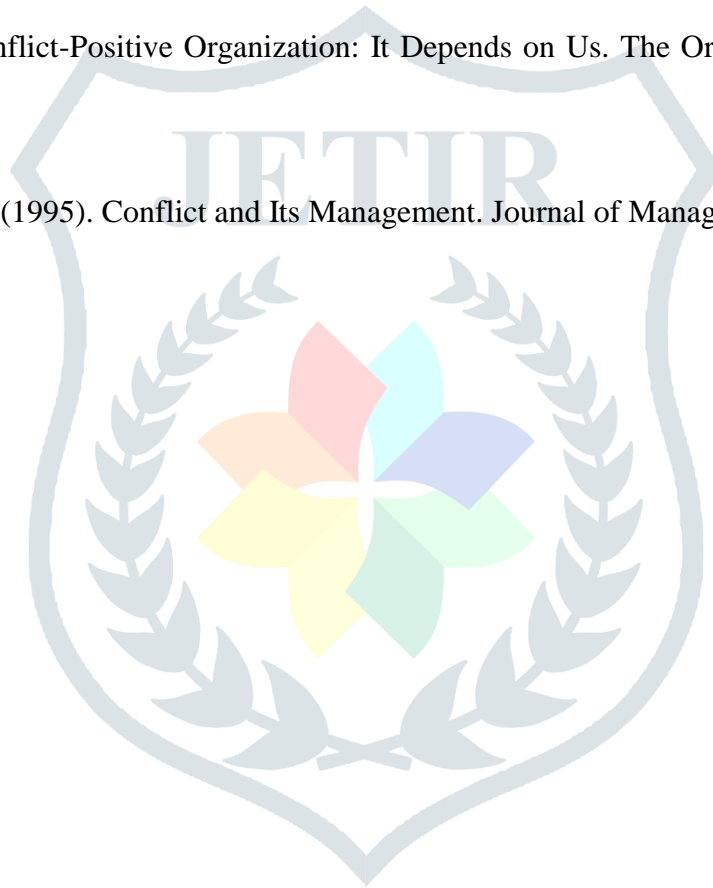 nflict-Positive Organization: It Depends on Us. The Or
JETIR
(1995). Conflict and Its Management. Journal of Manag